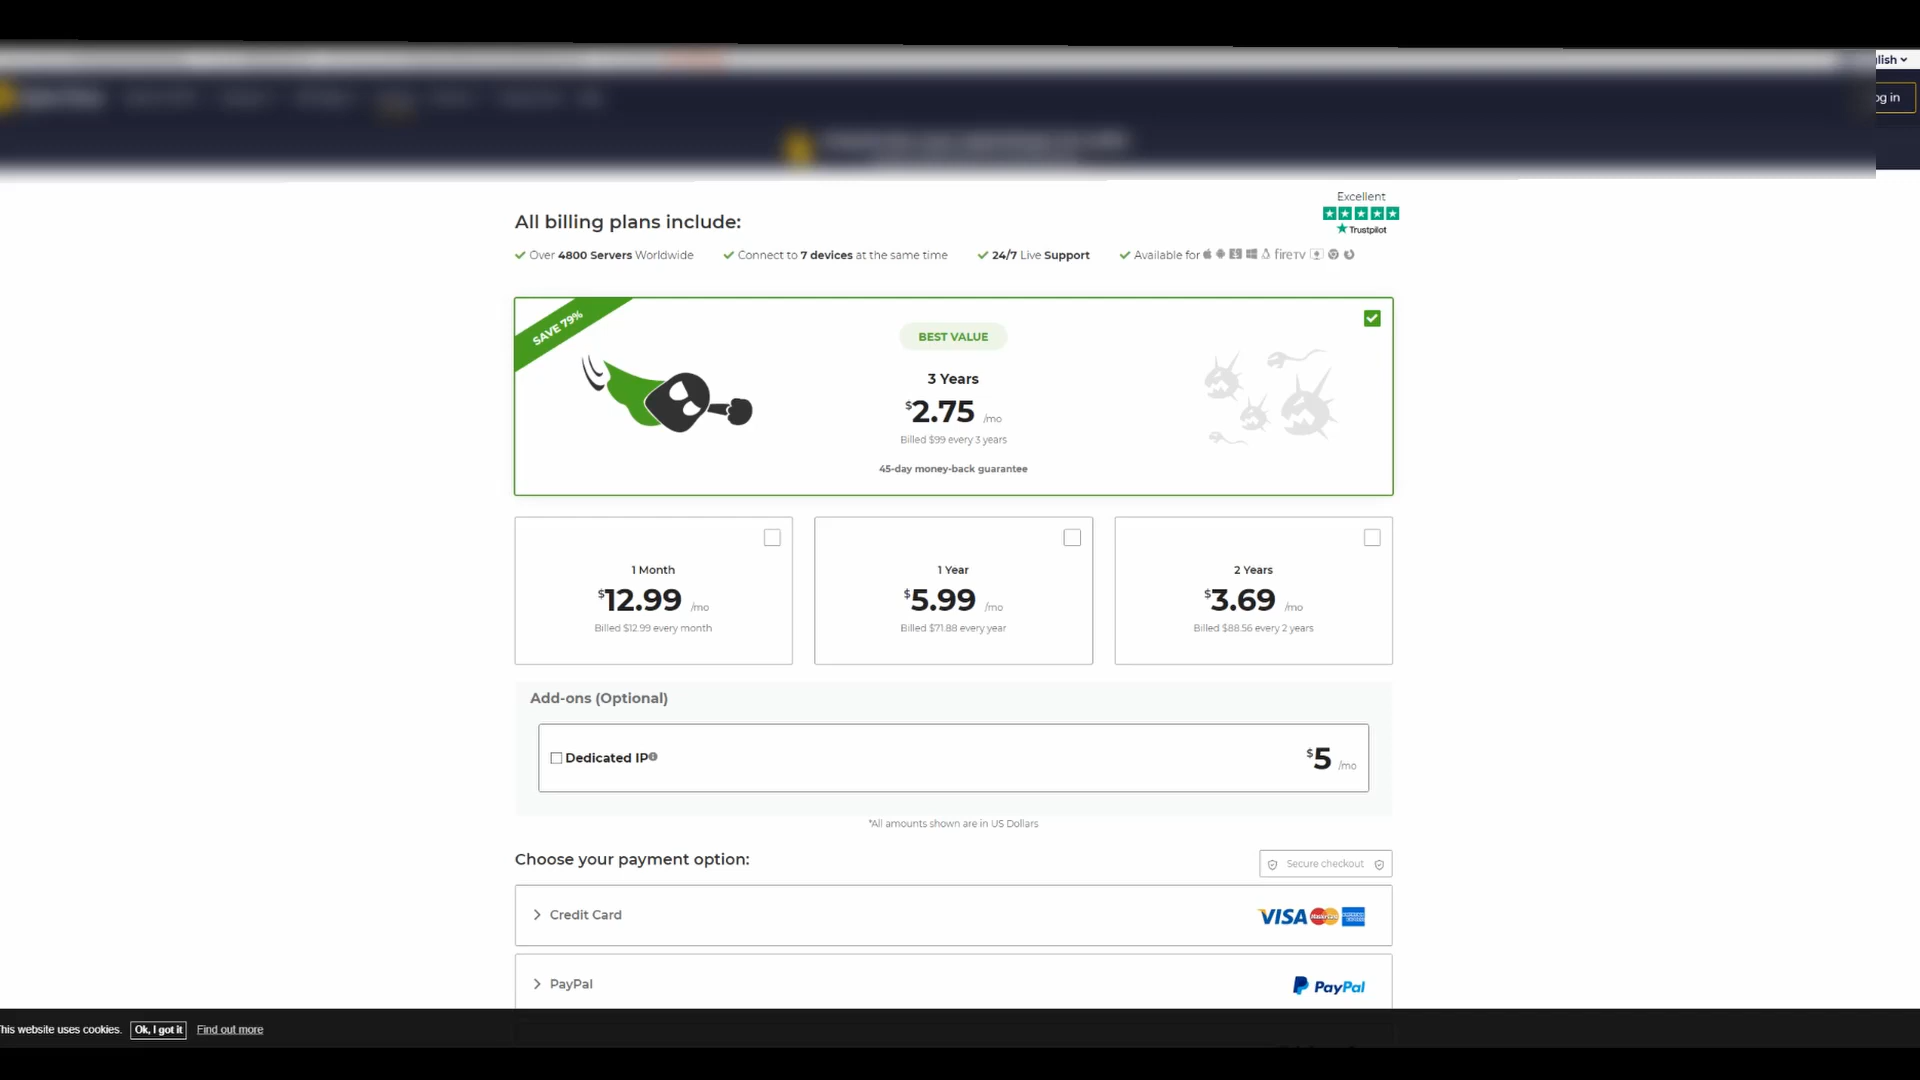 lish
og in
Excellent
Trustpilot
All billing plans include:
Over 4800 Servers Worldwide Connect to 7 devices at the same time 24/7 Live Support Available for fireTV
SAVE 79%
BEST VALUE
3 Years
$2.75 /mo
Billed $99 every 3 years
45-day money-back guarantee
1 Month
$12.99 /mo
Billed $12.99 every month
1 Year
$5.99 /mo
Billed $71.88 every year
2 Years
$3.69 /mo
Billed $88.56 every 2 years
Add-ons (Optional)
Dedicated IP
$5 /mo
*All amounts shown are in US Dollars
Choose your payment option:
Secure checkout
Credit Card
VISA MasterCard
PayPal
PayPal
his website uses cookies. Ok, I got it Find out more